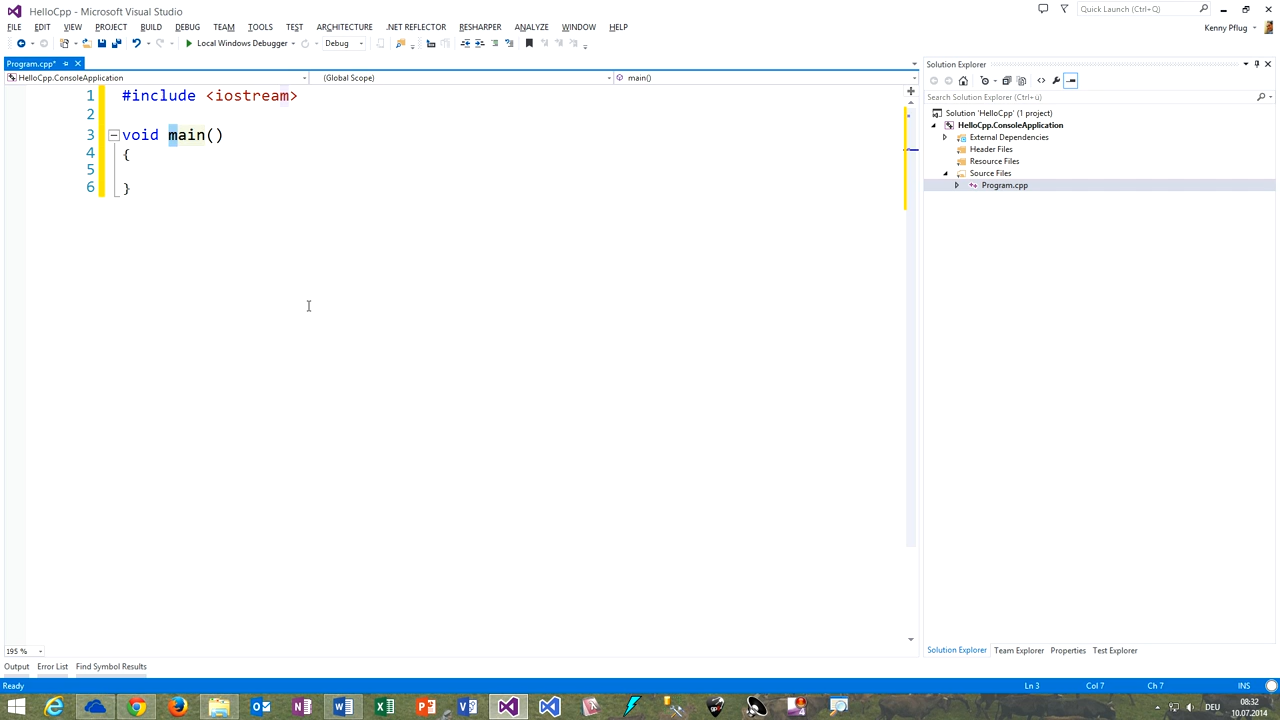 HelloCpp - Microsoft Visual Studio
Quick Launch (Ctrl+Q)
FILE EDIT VIEW PROJECT BUILD DEBUG TEAM TOOLS TEST ARCHITECTURE .NET REFLECTOR RESHARPER ANALYZE WINDOW HELP
Kenny Pflug
Local Windows Debugger Debug
Program.cpp*
HelloCpp.ConsoleApplication (Global Scope) main()
1 #include <iostream>
2
3 void main()
4 {
5
6 }
195 %
Solution Explorer
Search Solution Explorer (Ctrl+ü)
Solution 'HelloCpp' (1 project)
HelloCpp.ConsoleApplication
External Dependencies
Header Files
Resource Files
Source Files
Program.cpp
Solution Explorer Team Explorer Properties Test Explorer
Output Error List Find Symbol Results
Ready Ln 3 Col 7 Ch 7 INS
DEU
08:32
10.07.2014